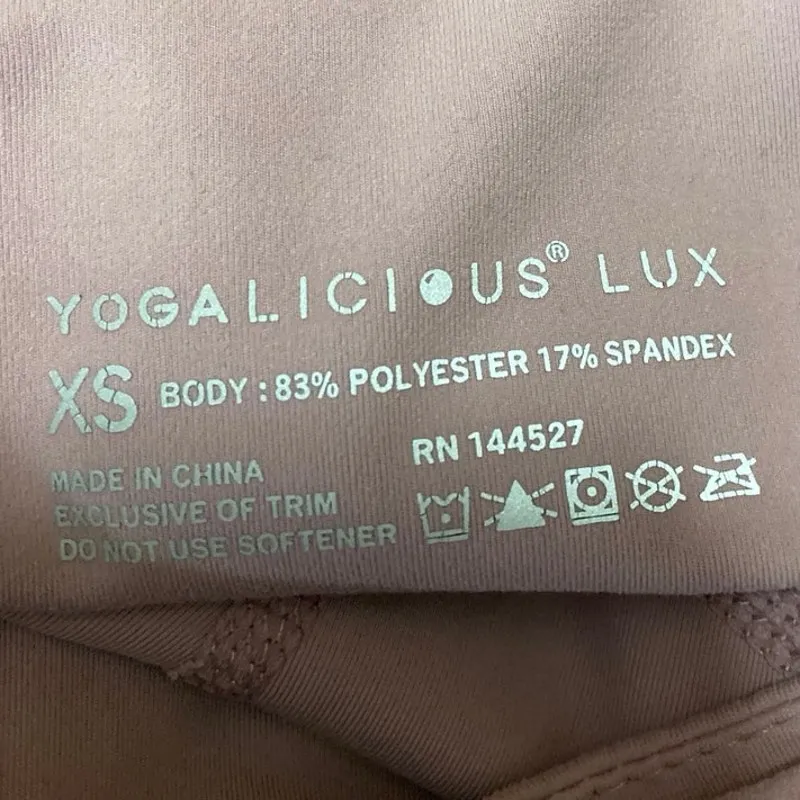 YOGALICIOUS® LUX
XS BODY : 83% POLYESTER 17% SPANDEX
RN 144527
MADE IN CHINA
EXCLUSIVE OF TRIM
DO NOT USE SOFTENER